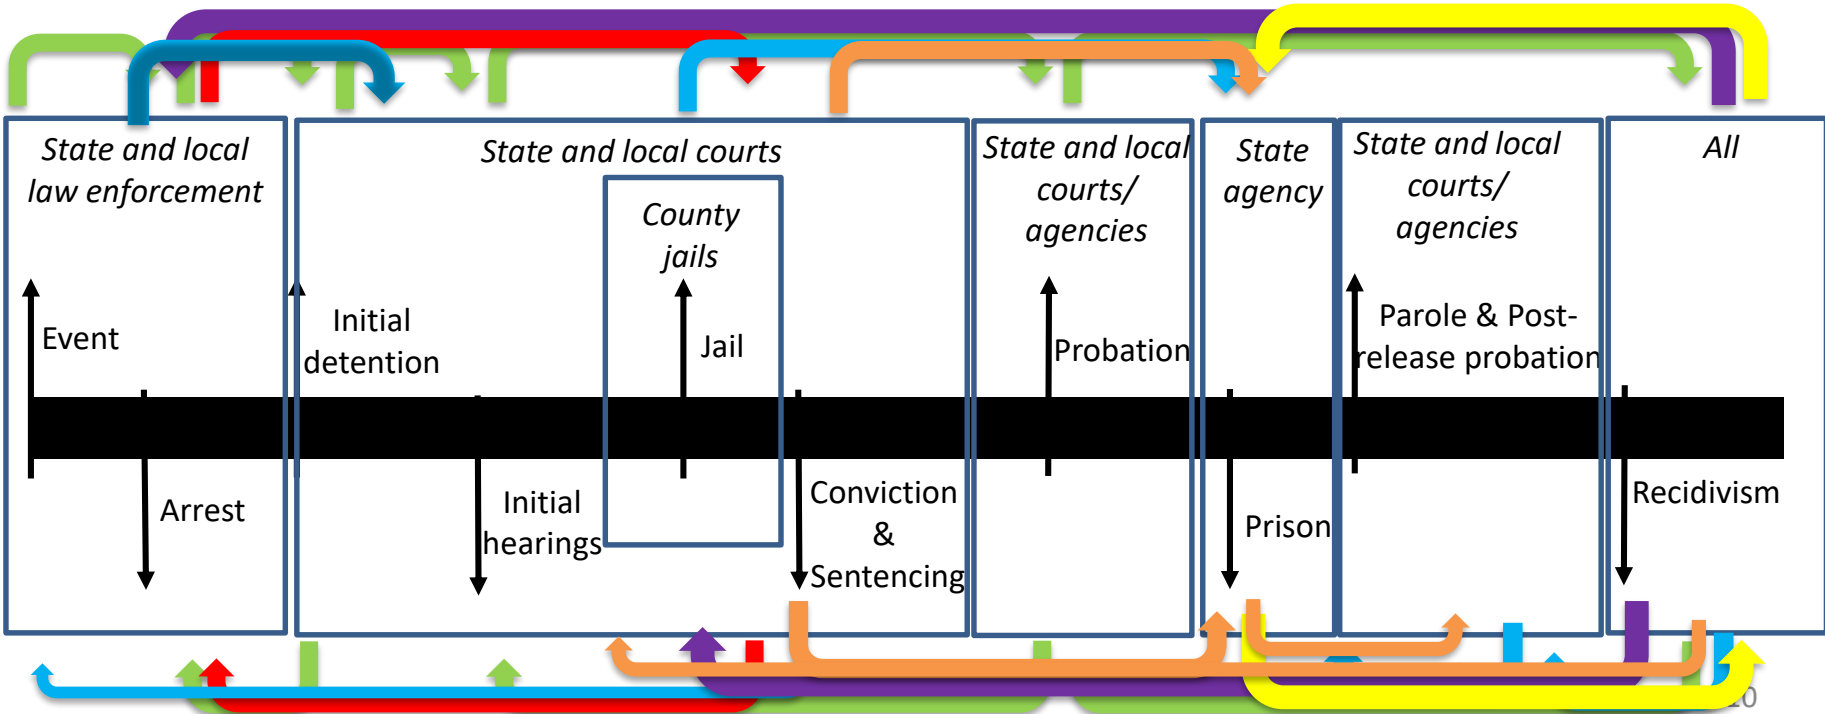 State and local
law enforcement
State and local courts
County
jails
State and local
courts/
agencies
State
agency
State and local
courts/
agencies
All
Event
Initial
detention
Jail
Probation
Parole & Post-
release probation
Arrest
Initial
hearings
Conviction
&
Sentencing
Prison
Recidivism